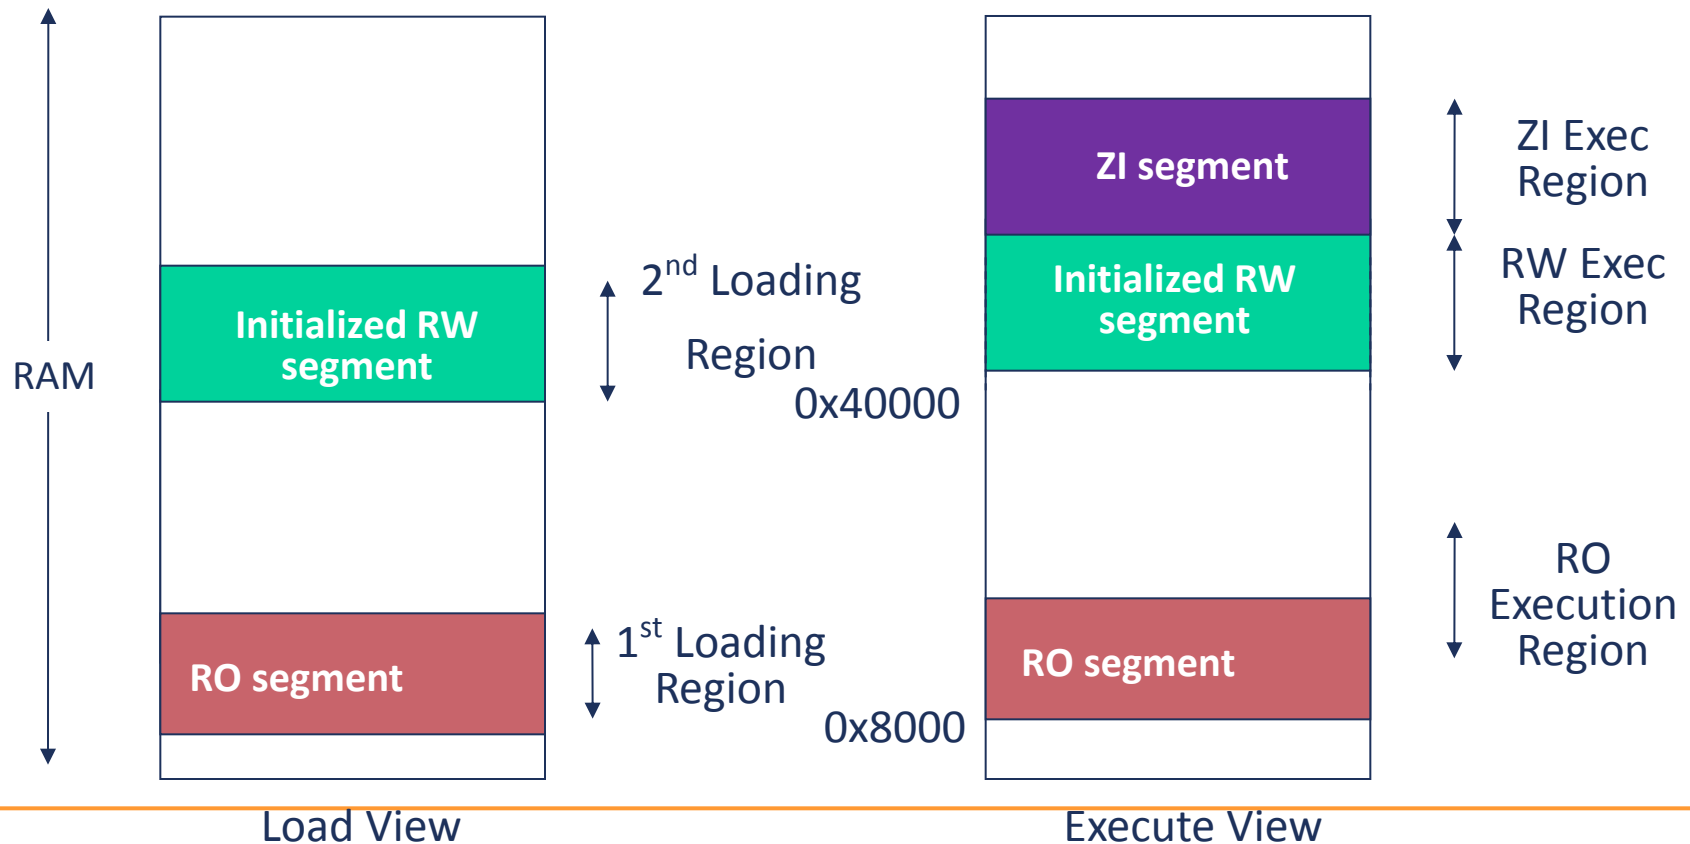 RAM
Initialized RW
segment
RO segment
2nd Loading
Region
0x40000
1st Loading
Region
0x8000
ZI segment
Initialized RW
segment
RO segment
ZI Exec
Region
RW Exec
Region
RO
Execution
Region
Load View
Execute View